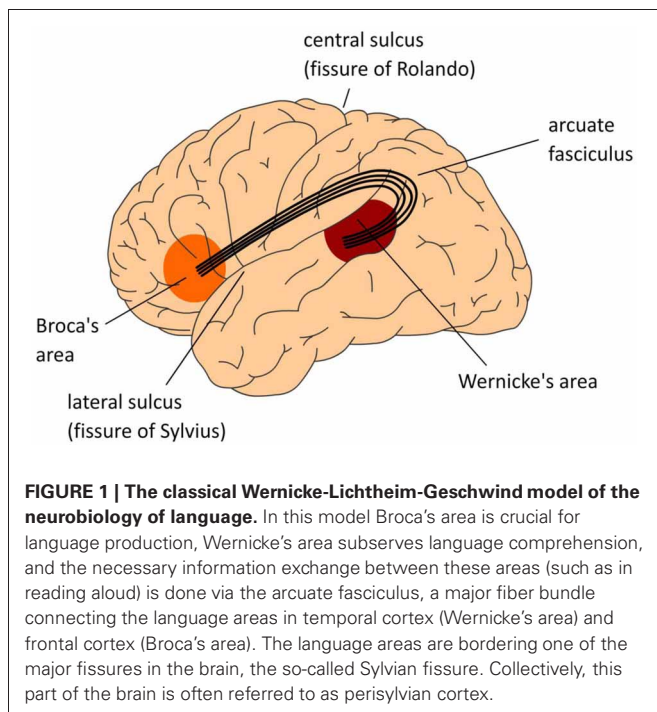 central sulcus
(fissure of Rolando)
arcuate
fasciculus
Broca's
area
Wernicke's area
lateral sulcus
(fissure of Sylvius)
FIGURE 1 | The classical Wernicke-Lichtheim-Geschwind model of the
neurobiology of language. In this model Broca's area is crucial for
language production, Wernicke's area subserves language comprehension,
and the necessary information exchange between these areas (such as in
reading aloud) is done via the arcuate fasciculus, a major fiber bundle
connecting the language areas in temporal cortex (Wernicke's area) and
frontal cortex (Broca's area). The language areas are bordering one of the
major fissures in the brain, the so-called Sylvian fissure. Collectively, this
part of the brain is often referred to as perisylvian cortex.